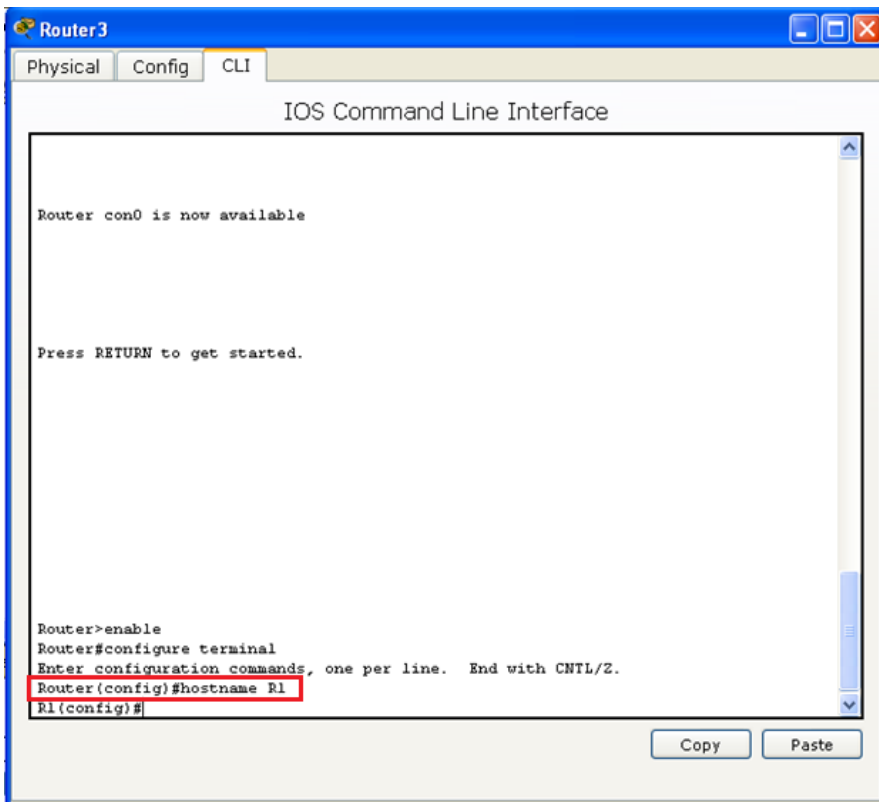 Router3
Physical Config CLI
IOS Command Line Interface
Router con0 is now available
Press RETURN to get started.
Router>enable
Router#configure terminal
Enter configuration commands, one per line.  End with CNTL/Z.
Router(config)#hostname R1
R1(config)#
Copy Paste